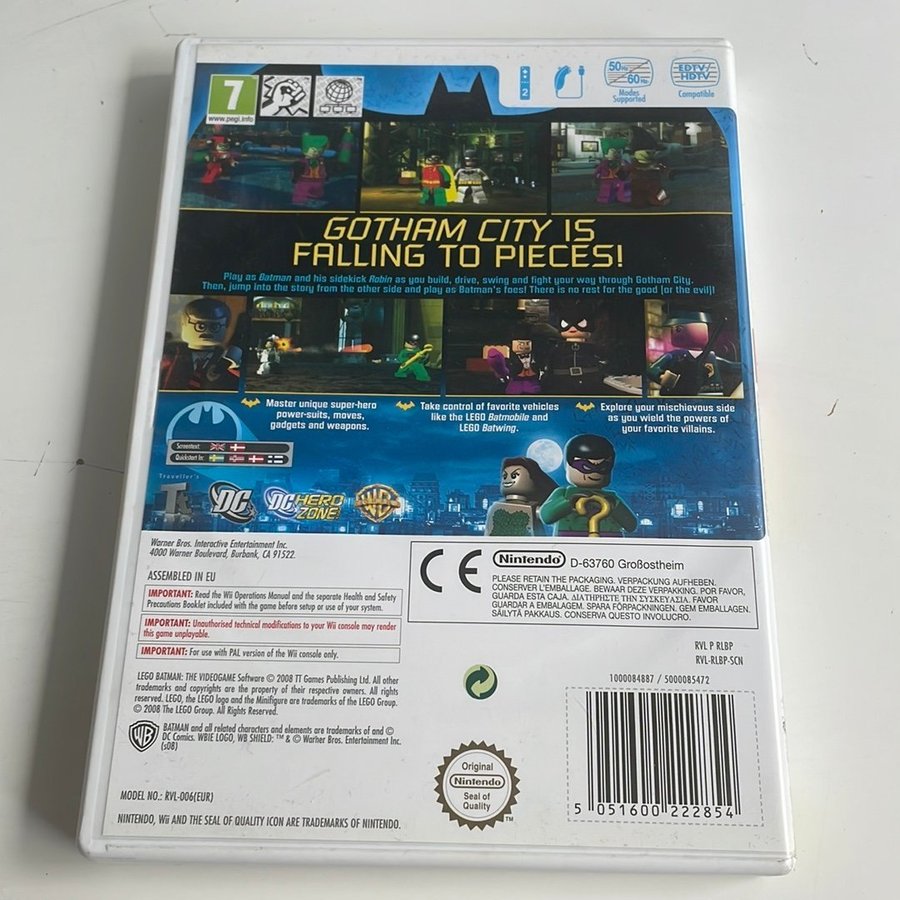 7
www.pegi.info
2
50Hz
60Hz
Modes
Supported
EDTV/
HDTV
Compatible
GOTHAM CITY IS
FALLING TO PIECES!
Play as Batman and his sidekick Robin as you build, drive, swing and fight your way through Gotham City.
Then, jump into the story from the other side and play as Batman's foes! There is no rest for the good (or the evil)!
Master unique super-hero
power-suits, moves,
gadgets and weapons.
Take control of favorite vehicles
like the LEGO Batmobile and
LEGO Batwing.
Explore your mischievous side
as you wield the powers of
your favorite villains.
Screentext:
Quickstart In:
Traveller's
TT
DC
DC HERO
ZONE
WB
?
Warner Bros. Interactive Entertainment Inc.
4000 Warner Boulevard, Burbank, CA 91522.
ASSEMBLED IN EU
IMPORTANT: Read the Wii Operations Manual and the separate Health and Safety
Precautions Booklet included with the game before setup or use of your system.
IMPORTANT: Unauthorised technical modifications to your Wii console may render
this game unplayable.
IMPORTANT: For use with PAL version of the Wii console only.
CE
Nintendo D-63760 Großostheim
PLEASE RETAIN THE PACKAGING. VERPACKUNG AUFHEBEN.
CONSERVER L'EMBALLAGE. BEWAAR DEZE VERPAKKING. POR FAVOR,
GUARDA ESTA CAJA. ΔΙΑΤΗΡΗΣΤΕ ΤΗΝ ΣΥΣΚΕΥΑΣΙΑ. FAVOR
GUARDAR A EMBALAGEM. SPARA FÖRPACKNINGEN. GEM EMBALLAGEN.
SÄILYTÄ PAKKAUS. CONSERVA QUESTO INVOLUCRO.
RVL P RLBP
RVL-RLBP-SCN
1000084887 / 5000085472
LEGO BATMAN: THE VIDEOGAME Software © 2008 TT Games Publishing Ltd. All other
trademarks and copyrights are the property of their respective owners. All rights
reserved. LEGO, the LEGO logo and the Minifigure are trademarks of the LEGO Group.
© 2008 The LEGO Group. All Rights Reserved.
WB
BATMAN and all related characters and elements are trademarks of and ©
DC Comics. WBIE LOGO, WB SHIELD: ™ & © Warner Bros. Entertainment Inc.
(s08)
MODEL NO.: RVL-006(EUR)
NINTENDO, Wii AND THE SEAL OF QUALITY ICON ARE TRADEMARKS OF NINTENDO.
Original
Nintendo
Seal of
Quality
TM
5 051600 222854